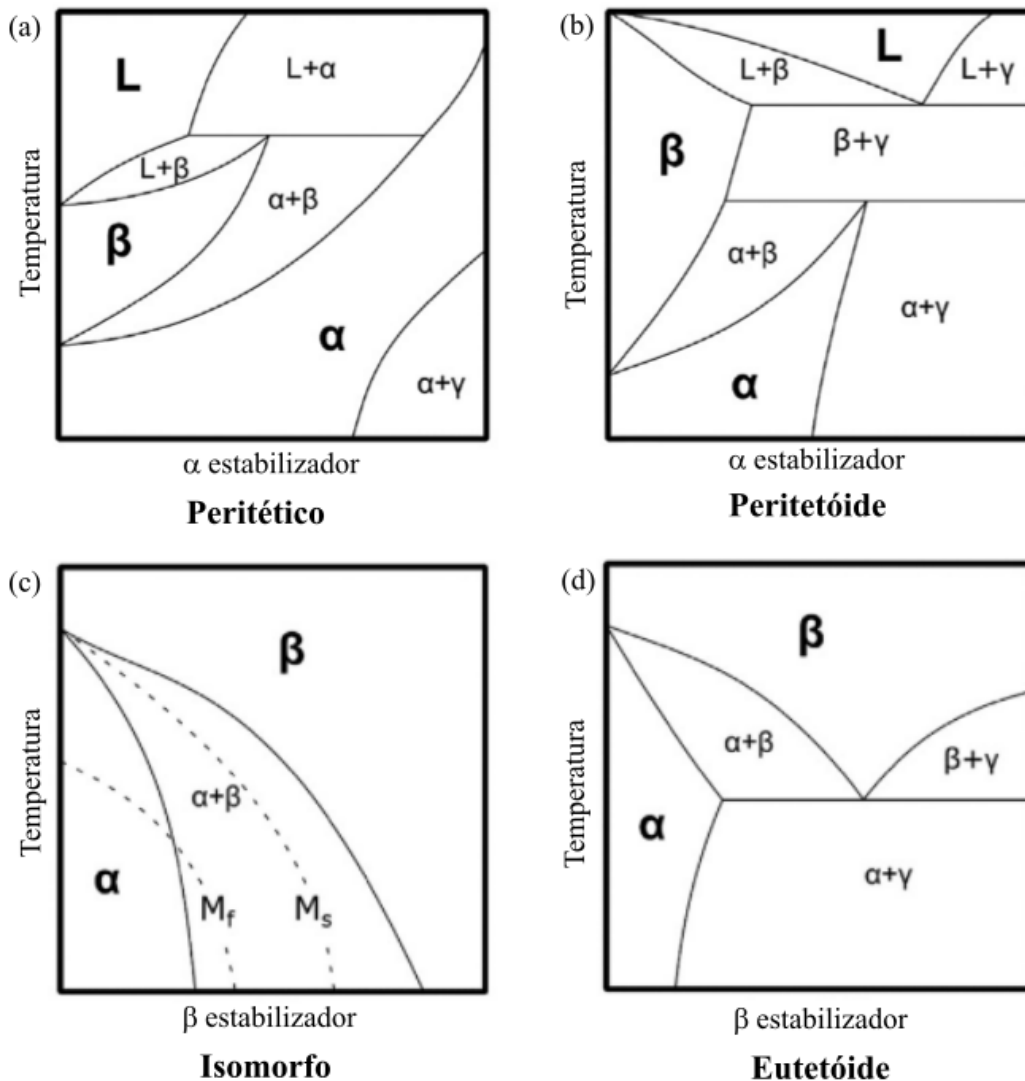 (a)
L
L+α
L+β
α+β
β
α
α+γ
Temperatura
α estabilizador
Peritético
(b)
L
L+β
L+γ
β
β+γ
α+β
α+γ
α
Temperatura
α estabilizador
Peritetóide
(c)
β
α+β
α
Mf
Ms
Temperatura
β estabilizador
Isomorfo
(d)
β
α+β
β+γ
α
α+γ
Temperatura
β estabilizador
Eutetóide